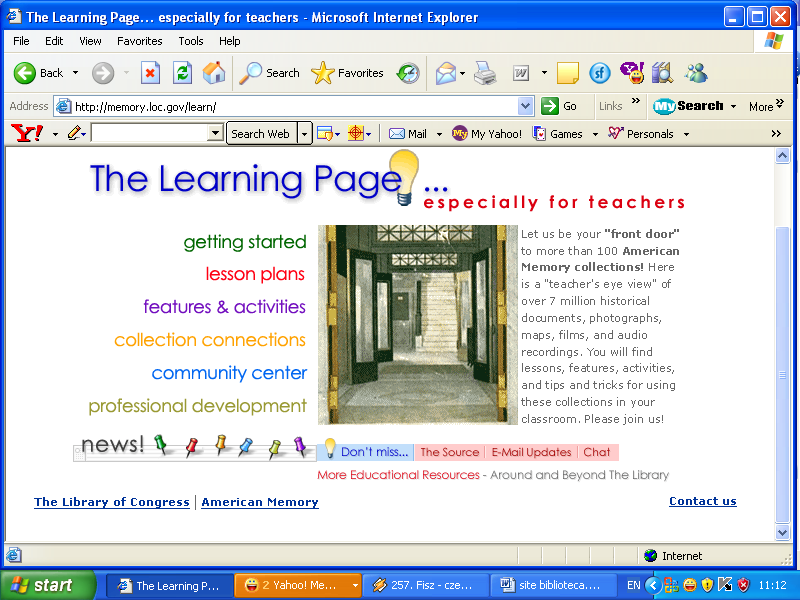 The Learning Page... especially for teachers - Microsoft Internet Explorer
File Edit View Favorites Tools Help
Back Search Favorites W sf
Address http://memory.loc.gov/learn/ Go Links » My Search More »
Y! Search Web Mail My Yahoo! Games Personals »
The Learning Page...
especially for teachers
getting started
lesson plans
features & activities
collection connections
community center
professional development
Let us be your "front door"
to more than 100 American
Memory collections! Here
is a "teacher's eye view" of
over 7 million historical
documents, photographs,
maps, films, and audio
recordings. You will find
lessons, features, activities,
and tips and tricks for using
these collections in your
classroom. Please join us!
news!
Don't miss... The Source E-Mail Updates Chat
More Educational Resources - Around and Beyond The Library
The Library of Congress | American Memory Contact us
Internet
start The Learning P... 2 Yahoo! Me... 257. Fisz - cze... site biblioteca.... EN 11:12